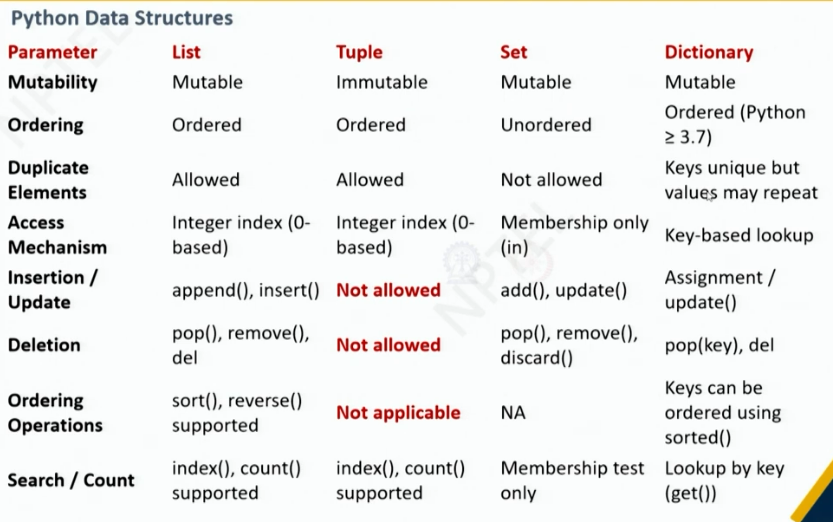 Python Data Structures
Parameter List Tuple Set Dictionary
Mutability Mutable Immutable Mutable Mutable
Ordering Ordered Ordered Unordered Ordered (Python
≥ 3.7)
Duplicate
Elements Allowed Allowed Not allowed Keys unique but
values may repeat
Access
Mechanism Integer index (0-
based) Integer index (0-
based) Membership only
(in) Key-based lookup
Insertion /
Update append(), insert() Not allowed add(), update() Assignment /
update()
Deletion pop(), remove(),
del Not allowed pop(), remove(),
discard() pop(key), del
Ordering
Operations sort(), reverse()
supported Not applicable NA Keys can be
ordered using
sorted()
Search / Count index(), count()
supported index(), count()
supported Membership test
only Lookup by key
(get())
NPTEL
NPTEL